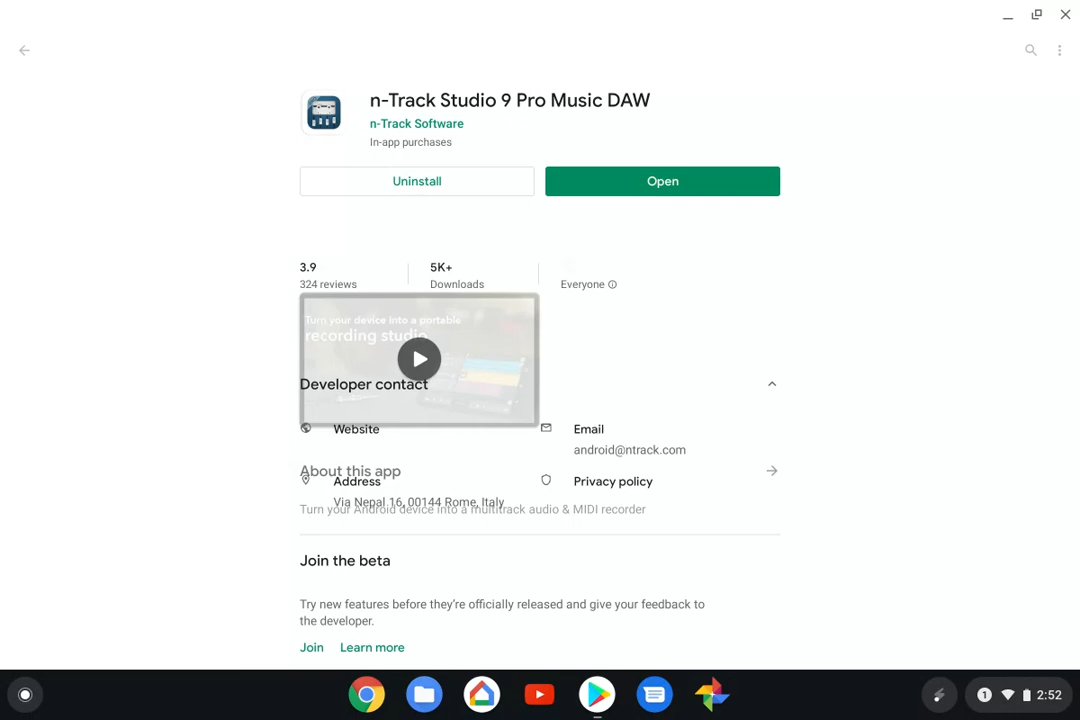 n-Track Studio 9 Pro Music DAW
n-Track Software
In-app purchases
Uninstall
Open
3.9
324 reviews
5K+
Downloads
Everyone
Turn your device into a portable
recording studio
Developer contact
Website
Email
android@ntrack.com
About this app
Address
Privacy policy
Via Nepal 16, 00144 Rome, Italy
Turn your Android device into a multitrack audio & MIDI recorder
Join the beta
Try new features before they're officially released and give your feedback to
the developer.
Join
Learn more
1
2:52